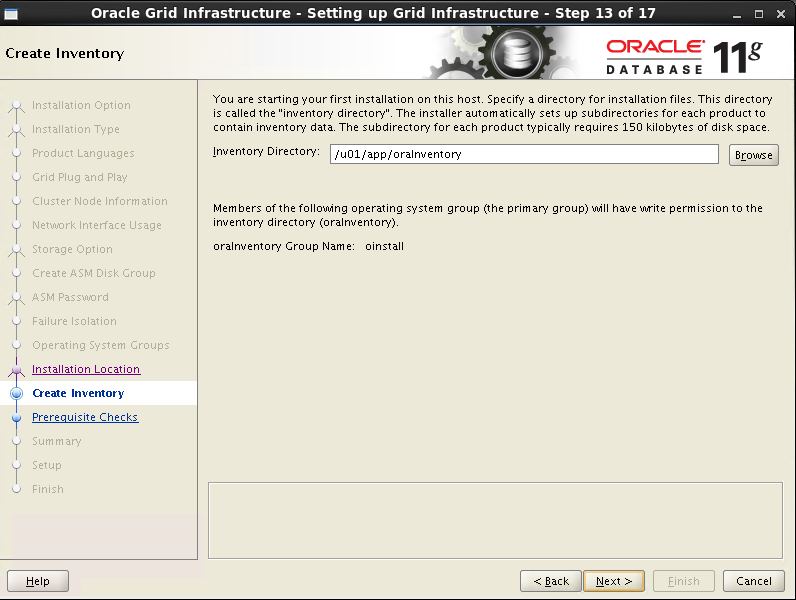 Oracle Grid Infrastructure - Setting up Grid Infrastructure - Step 13 of 17
Create Inventory
ORACLE
DATABASE 11g
Installation Option
Installation Type
Product Languages
Grid Plug and Play
Cluster Node Information
Network Interface Usage
Storage Option
Create ASM Disk Group
ASM Password
Failure Isolation
Operating System Groups
Installation Location
Create Inventory
Prerequisite Checks
Summary
Setup
Finish
You are starting your first installation on this host. Specify a directory for installation files. This directory
is called the "inventory directory". The installer automatically sets up subdirectories for each product to
contain inventory data. The subdirectory for each product typically requires 150 kilobytes of disk space.
Inventory Directory: /u01/app/oraInventory Browse
Members of the following operating system group (the primary group) will have write permission to the
inventory directory (oraInventory).
oraInventory Group Name: oinstall
Help < Back Next > Finish Cancel